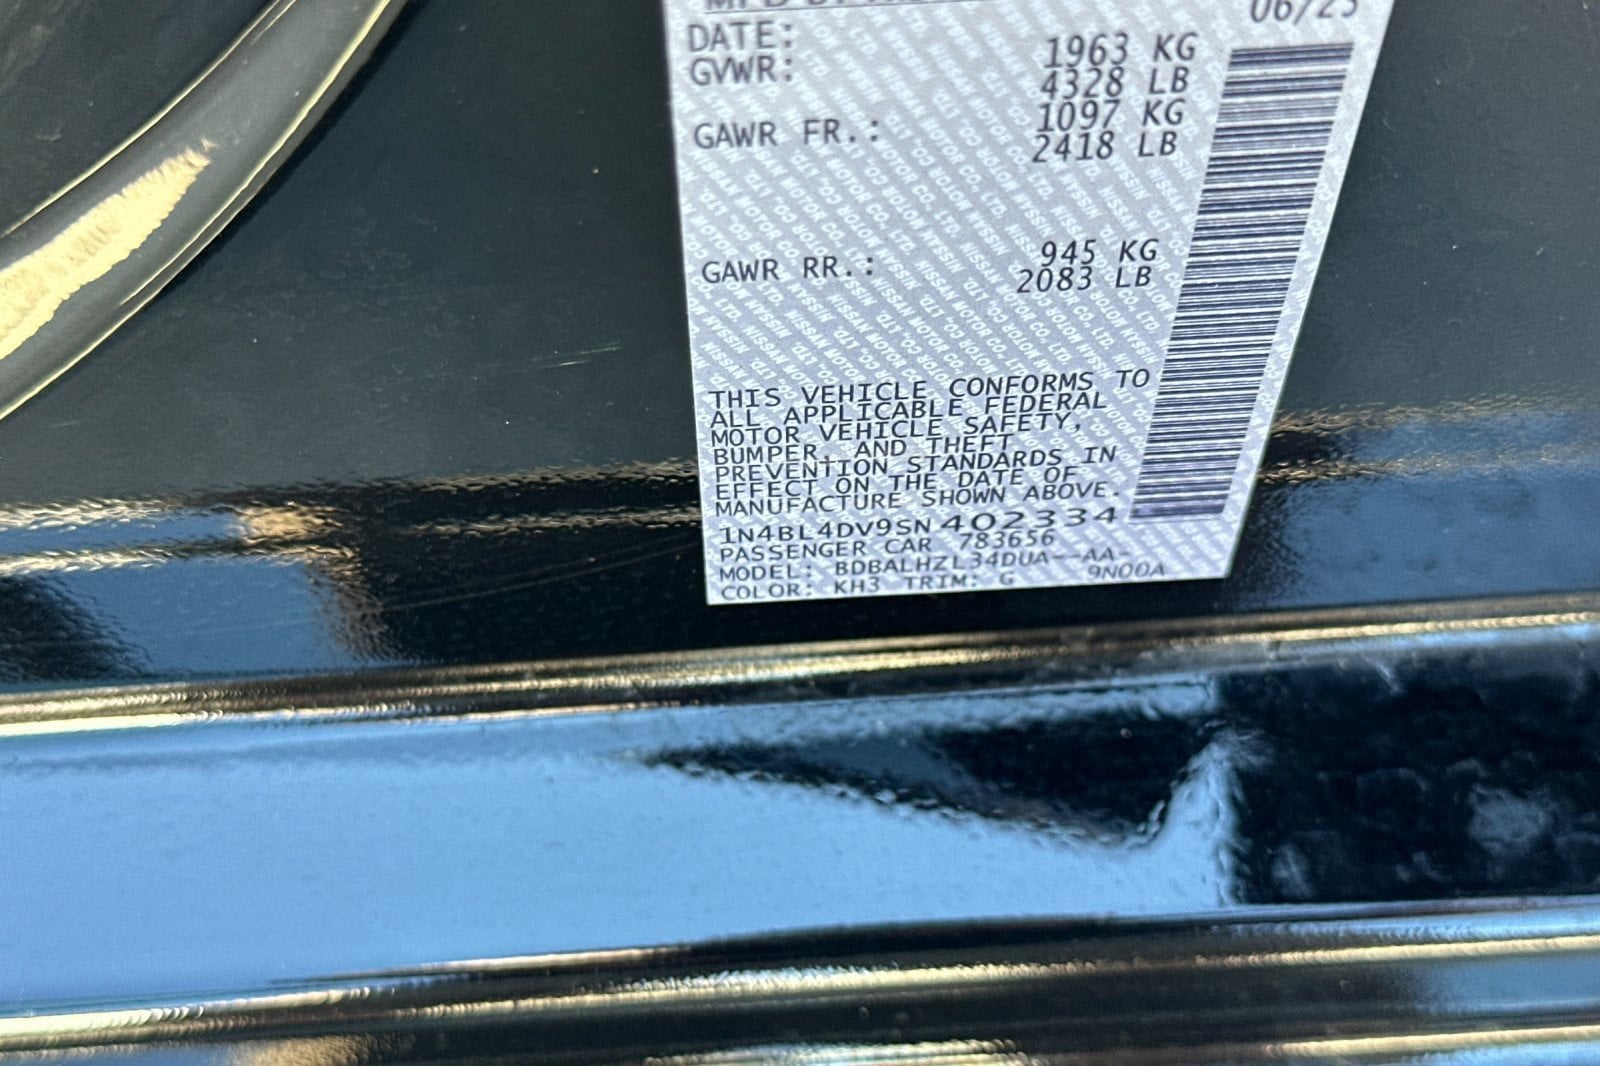 06/25
DATE:
GVWR: 1963 KG
4328 LB
GAWR FR.: 1097 KG
2418 LB
GAWR RR.: 945 KG
2083 LB
THIS VEHICLE CONFORMS TO
ALL APPLICABLE FEDERAL
MOTOR VEHICLE SAFETY,
BUMPER, AND THEFT
PREVENTION STANDARDS IN
EFFECT ON THE DATE OF
MANUFACTURE SHOWN ABOVE.
1N4BL4DV9SN402334
PASSENGER CAR 783656
MODEL: BDBALHZL34DUA--AA-
COLOR: KH3 TRIM: G 9N00A